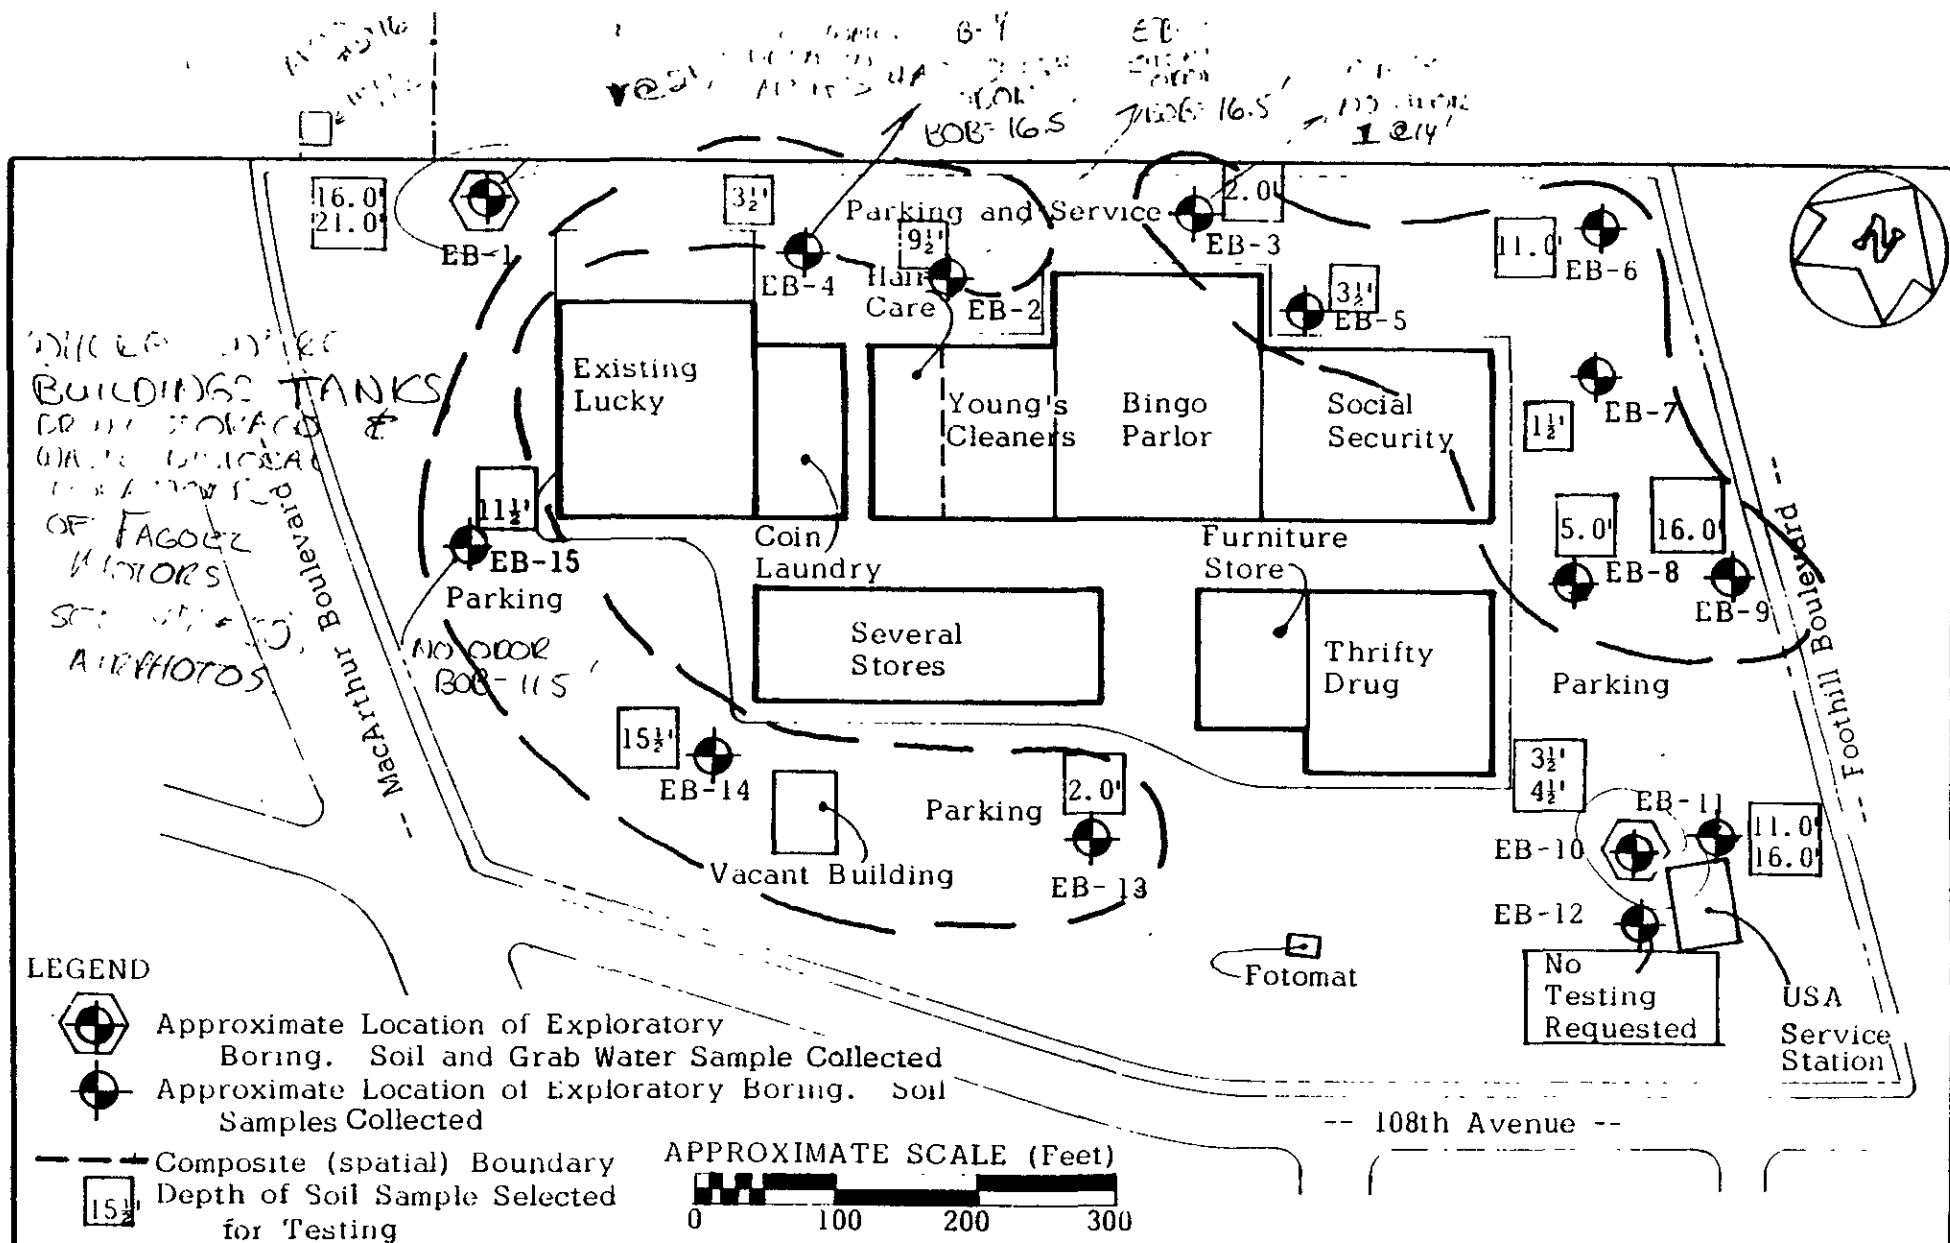 B-4
BOB= 16.5
BOB= 16.5'
@14'
16.0'
21.0'
EB-1
3½'
Parking and Service
9½'
EB-4
Hair
Care
EB-2
2.0'
EB-3
3½'
EB-5
11.0'
EB-6
N
BUILDINGS TANKS
&
OF FAGOEZ
MOTORS
AIRPHOTOS
Existing
Lucky
Young's
Cleaners
Bingo
Parlor
Social
Security
1½'
EB-7
11½'
EB-15
Parking
NO ODOR
BOB-11.5'
-- MacArthur Boulevard --
Coin
Laundry
Furniture
Store
5.0'
EB-8
16.0'
EB-9
-- Foothill Boulevard --
Several
Stores
Thrifty
Drug
Parking
15½'
EB-14
Parking
2.0'
EB-13
Vacant Building
3½'
4½'
EB-11
EB-10
11.0'
16.0'
EB-12
Fotomat
No
Testing
Requested
USA
Service
Station
LEGEND
Approximate Location of Exploratory
Boring. Soil and Grab Water Sample Collected
Approximate Location of Exploratory Boring. Soil
Samples Collected
Composite (spatial) Boundary
15½'
Depth of Soil Sample Selected
for Testing
APPROXIMATE SCALE (Feet)
0 100 200 300
-- 108th Avenue --